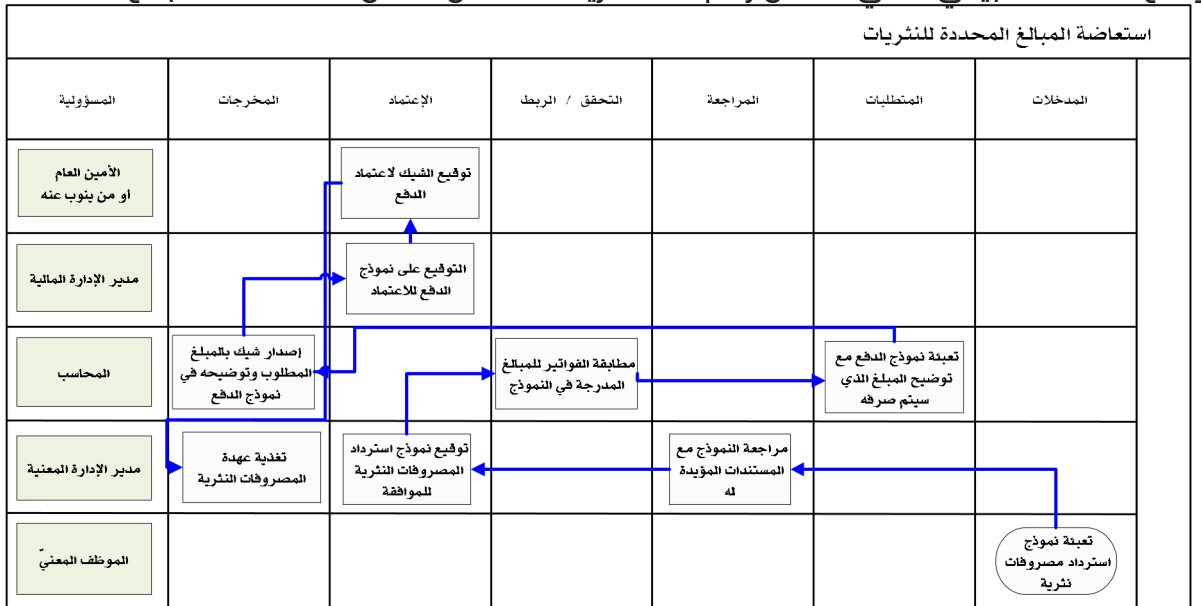 استعاضة المبالغ المحددة للنثريات
المدخلات
المتطلبات
المراجعة
التحقق / الربط
الإعتماد
المخرجات
المسؤولية
توقيع الشيك لاعتماد
الدفع
الأمين العام
او من ينوب عنه
التوقيع على نموذج
الدفع للاعتماد
مدير الإدارة المالية
تعبئة نموذج الدفع مع
توضيح المبلغ الذي
سيتم صرفه
مطابقة الفواتير للمبالغ
المدرجة في النموذج
إصدار شيك بالمبلغ
المطلوب وتوضيحه في
نموذج الدفع
المحاسب
مراجعة النموذج مع
المستندات المؤيدة
له
توقيع نموذج استرداد
المصروفات النثرية
للموافقة
تغذية عهدة
المصروفات النثرية
مدير الإدارة المعنية
تعبئة نموذج
استرداد مصروفات
نثرية
الموظف المعنيّ